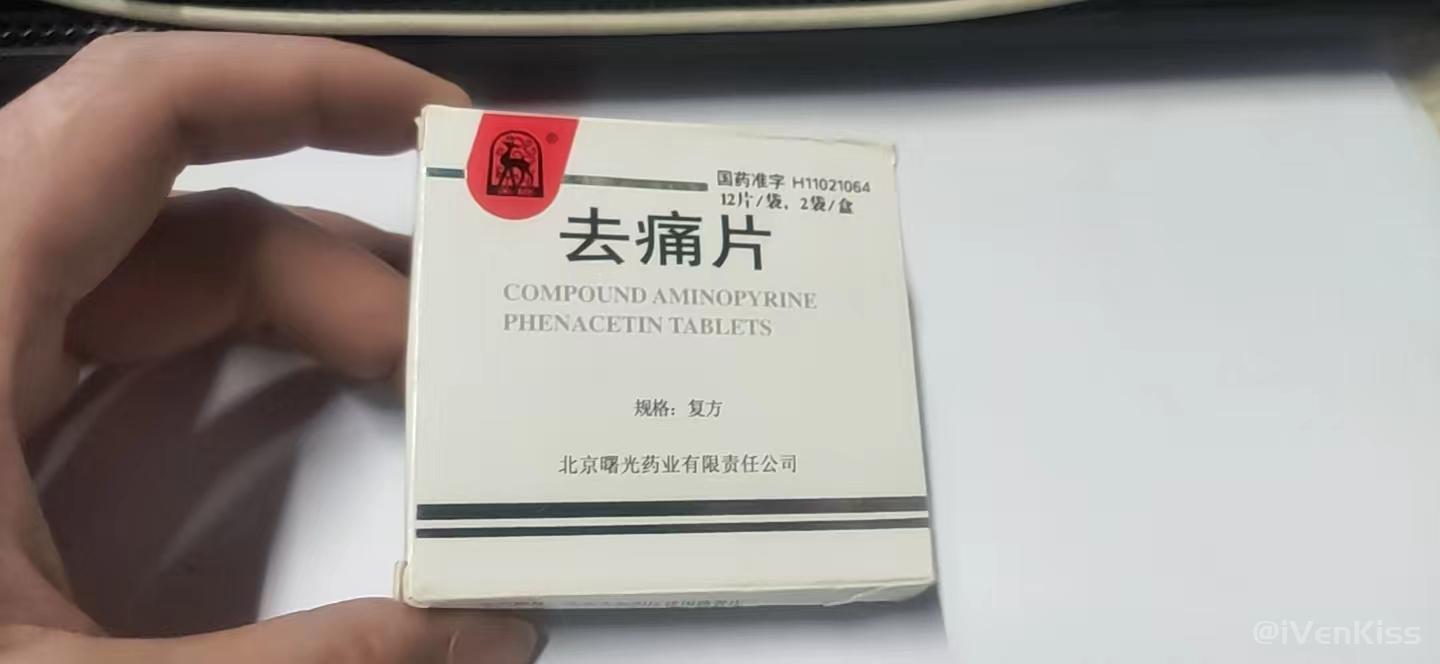 国药准字 H11021064
12片/袋，2袋/盒
去痛片
COMPOUND AMINOPYRINE
PHENACETIN TABLETS
规格：复方
北京曙光药业有限责任公司
@iVenKiss